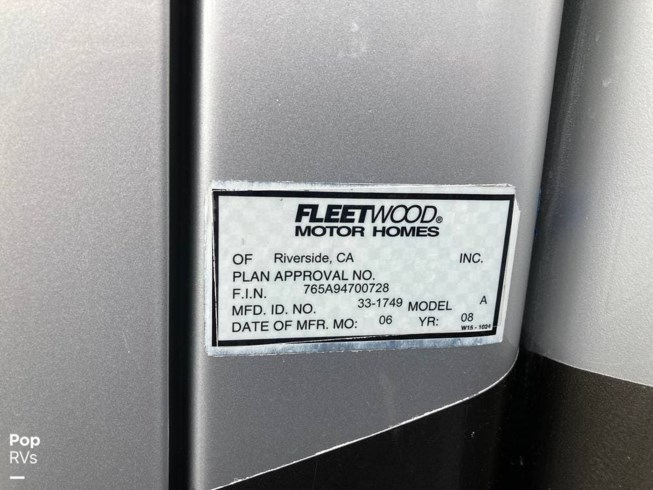 FLEETWOOD®
MOTOR HOMES
OF Riverside, CA INC.
PLAN APPROVAL NO.
F.I.N. 765A94700728
MFD. ID. NO. 33-1749 MODEL A
DATE OF MFR. MO: 06 YR: 08
W15-1024
Pop
RVs